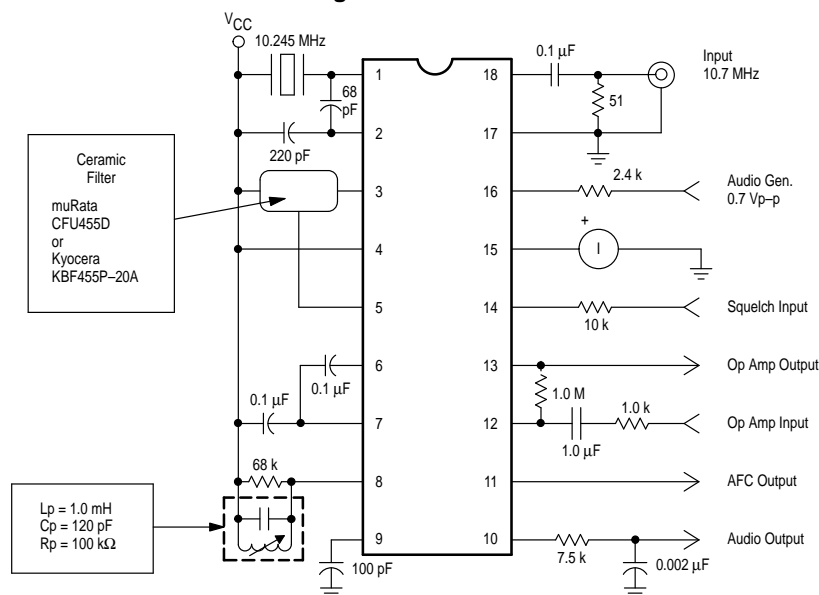 VCC
10.245 MHz
68
pF
220 pF
Ceramic
Filter
muRata
CFU455D
or
Kyocera
KBF455P–20A
0.1 µF
0.1 µF
68 k
Lp = 1.0 mH
Cp = 120 pF
Rp = 100 kΩ
100 pF
1
2
3
4
5
6
7
8
9
18
17
16
15
14
13
12
11
10
0.1 µF
51
Input
10.7 MHz
2.4 k
Audio Gen.
0.7 Vp–p
+
I
10 k
Squelch Input
Op Amp Output
1.0 M
1.0 k
1.0 µF
Op Amp Input
AFC Output
7.5 k
0.002 µF
Audio Output